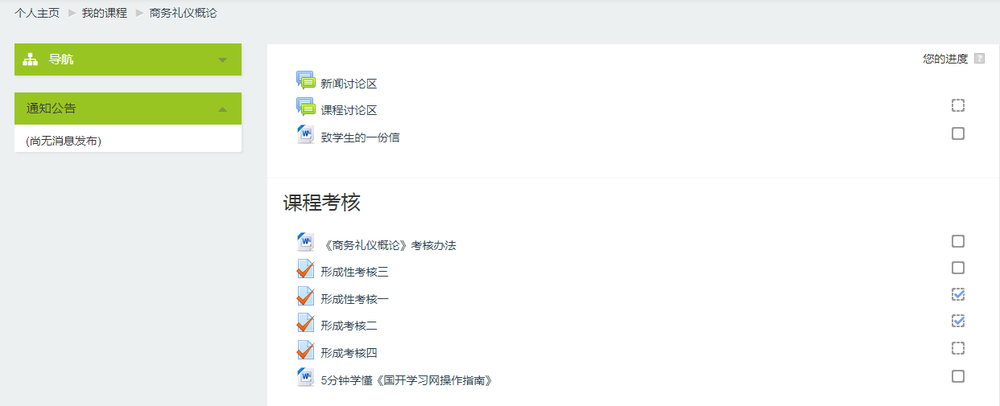 个人主页 ▶ 我的课程 ▶ 商务礼仪概论
导航
通知公告
(尚无消息发布)
您的进度 ?
新闻讨论区
课程讨论区
致学生的一份信
课程考核
《商务礼仪概论》考核办法
形成性考核三
形成性考核一
形成考核二
形成考核四
5分钟学懂《国开学习网操作指南》